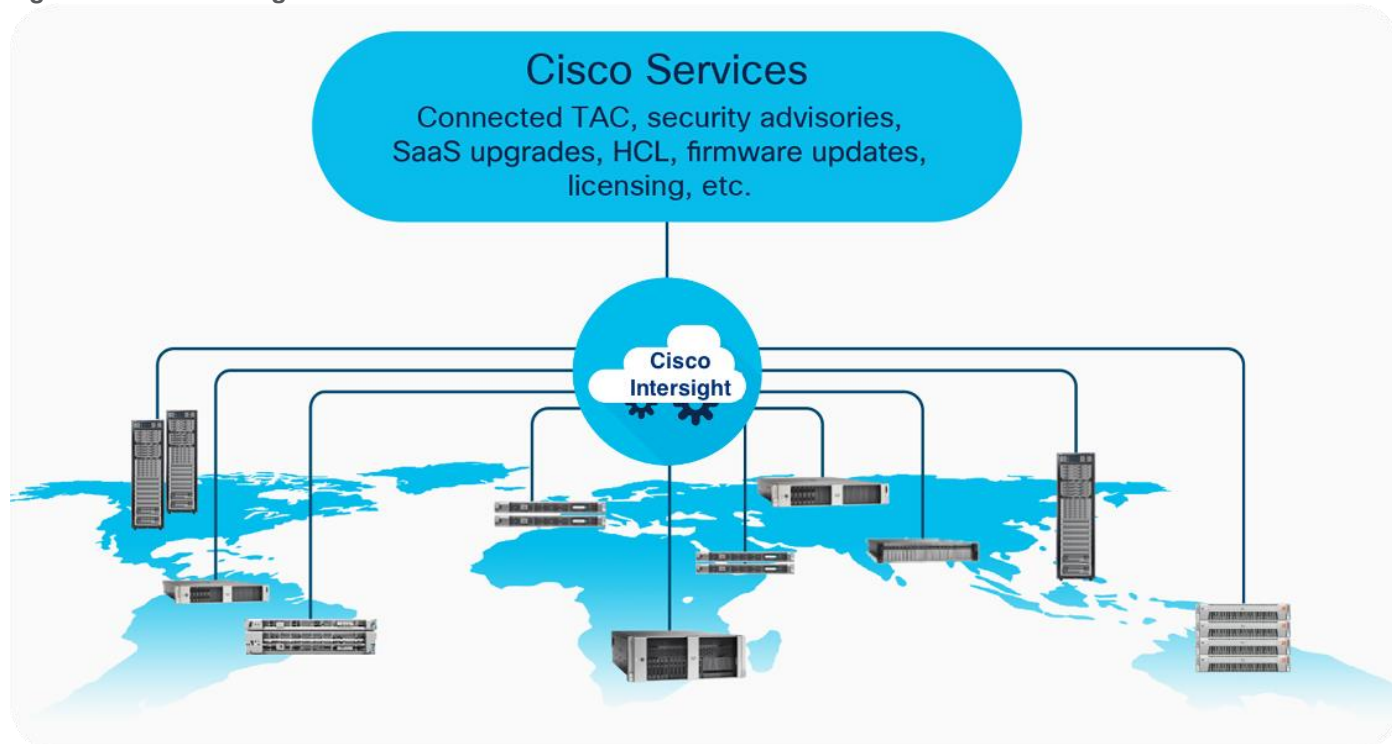 Cisco Services
Connected TAC, security advisories,
SaaS upgrades, HCL, firmware updates,
licensing, etc.
Cisco
Intersight